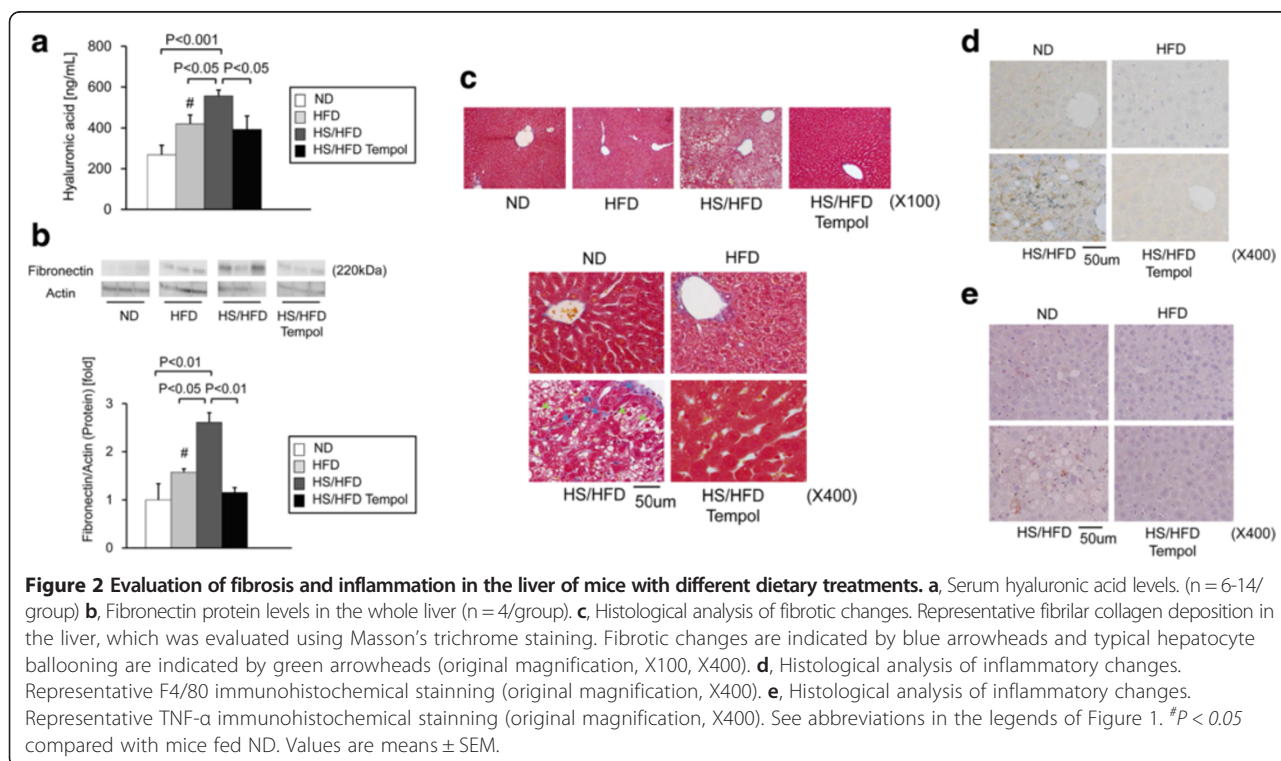 a
800
600
400
200
0
Hyaluronic acid [ng/mL]
P<0.001
P<0.05
P<0.05
#
ND
HFD
HS/HFD
HS/HFD Tempol
b
Fibronectin
(220kDa)
Actin
ND
HFD
HS/HFD
HS/HFD
Tempol
P<0.01
P<0.05
P<0.01
#
3
2
1
0
Fibronectin/Actin (Protein) [fold]
ND
HFD
HS/HFD
HS/HFD Tempol
c
ND
HFD
HS/HFD
HS/HFD
Tempol
(X100)
ND
HFD
HS/HFD
50um
HS/HFD
Tempol
(X400)
d
ND
HFD
HS/HFD
50um
HS/HFD
Tempol
(X400)
e
ND
HFD
HS/HFD
50um
HS/HFD
Tempol
(X400)
Figure 2 Evaluation of fibrosis and inflammation in the liver of mice with different dietary treatments. a, Serum hyaluronic acid levels. (n = 6-14/
group) b, Fibronectin protein levels in the whole liver (n = 4/group). c, Histological analysis of fibrotic changes. Representative fibrilar collagen deposition in
the liver, which was evaluated using Masson's trichrome staining. Fibrotic changes are indicated by blue arrowheads and typical hepatocyte
ballooning are indicated by green arrowheads (original magnification, X100, X400). d, Histological analysis of inflammatory changes.
Representative F4/80 immunohistochemical stainning (original magnification, X400). e, Histological analysis of inflammatory changes.
Representative TNF-α immunohistochemical stainning (original magnification, X400). See abbreviations in the legends of Figure 1. #P < 0.05
compared with mice fed ND. Values are means ± SEM.